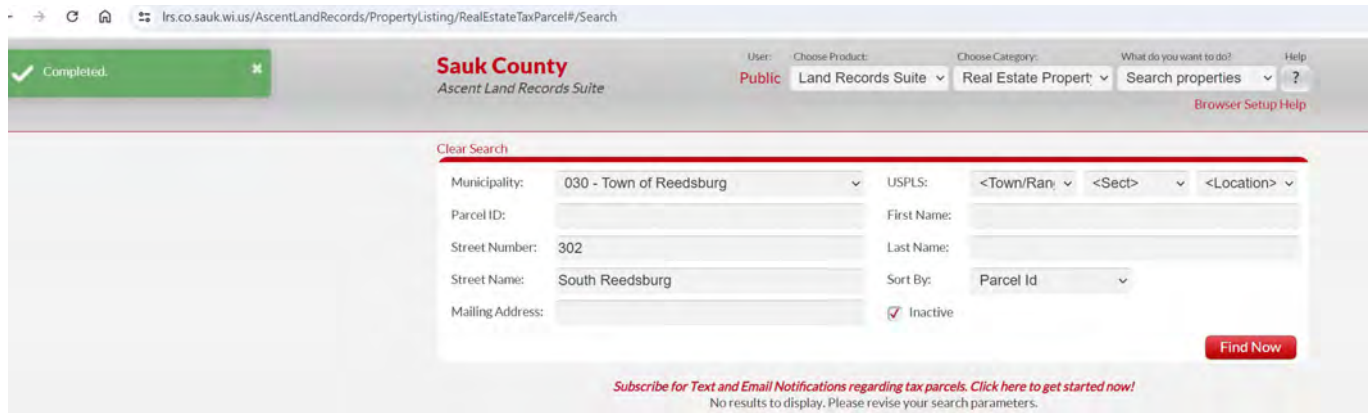 lrs.co.sauk.wi.us/AscentLandRecords/PropertyListing/RealEstateTaxParcel#/Search
Completed.
Sauk County
Ascent Land Records Suite
User: Choose Product: Choose Category: What do you want to do? Help
Public Land Records Suite Real Estate Propert Search properties ?
Browser Setup Help
Clear Search
Municipality: 030 - Town of Reedsburg USPLS: <Town/Ran <Sect> <Location>
Parcel ID: First Name:
Street Number: 302 Last Name:
Street Name: South Reedsburg Sort By: Parcel Id
Mailing Address: Inactive
Find Now
Subscribe for Text and Email Notifications regarding tax parcels. Click here to get started now!
No results to display. Please revise your search parameters.